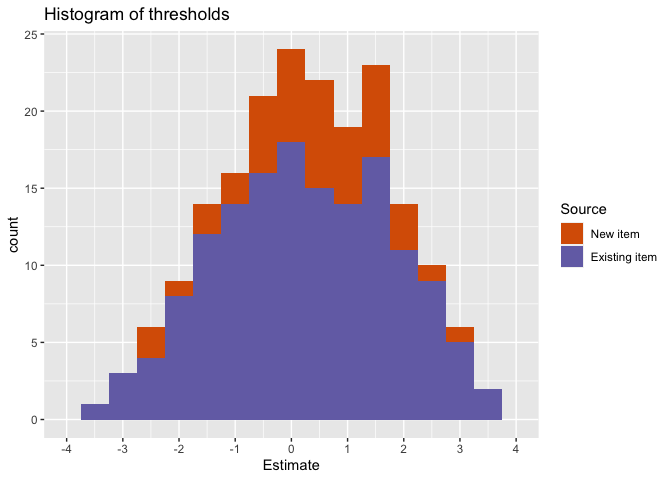 Histogram of thresholds
25
20
15
10
5
0
count
-4 -3 -2 -1 0 1 2 3 4
Estimate
Source
New item
Existing item